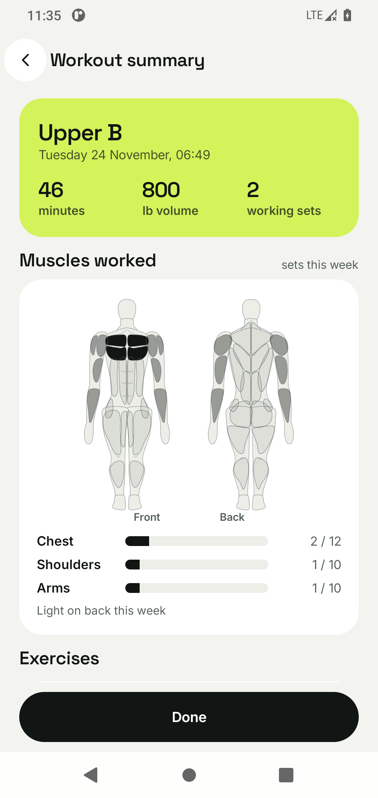 11:35
LTE
Workout summary
Upper B
Tuesday 24 November, 06:49
46 800 2
minutes lb volume working sets
Muscles worked sets this week
Front Back
Chest 2 / 12
Shoulders 1 / 10
Arms 1 / 10
Light on back this week
Exercises
Done